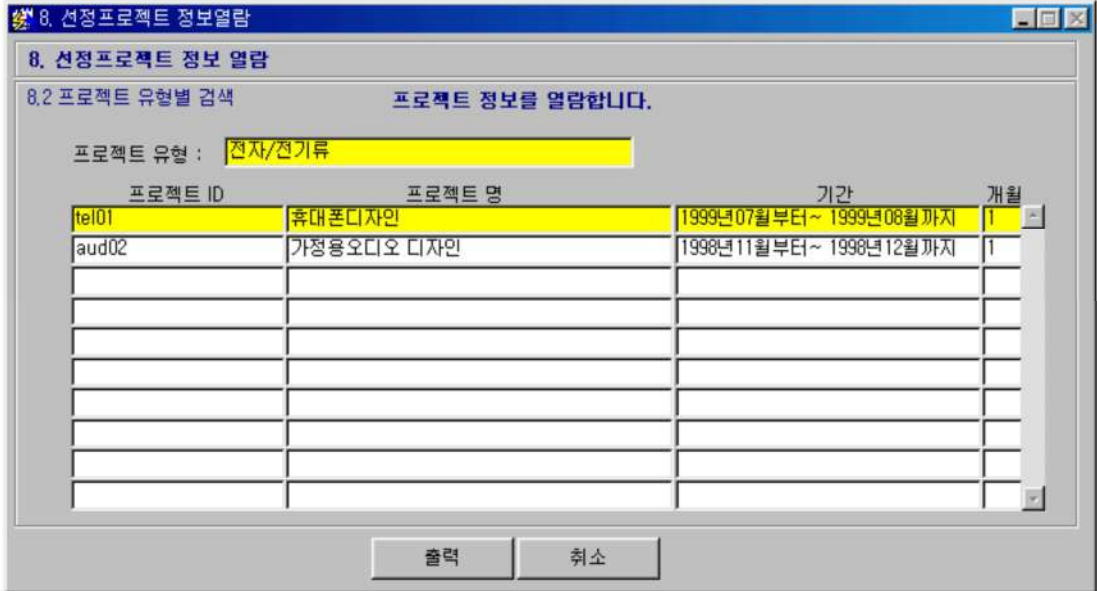 8. 선정프로젝트 정보열람
8. 선정프로젝트 정보 열람
8.2 프로젝트 유형별 검색 프로젝트 정보를 열람합니다.
프로젝트 유형 : 전자/전기류
프로젝트 ID 프로젝트 명 기간 개월
tel01 휴대폰디자인 1999년07월부터~ 1999년08월까지 1
aud02 가정용오디오 디자인 1998년11월부터~ 1998년12월까지 1
출력 취소